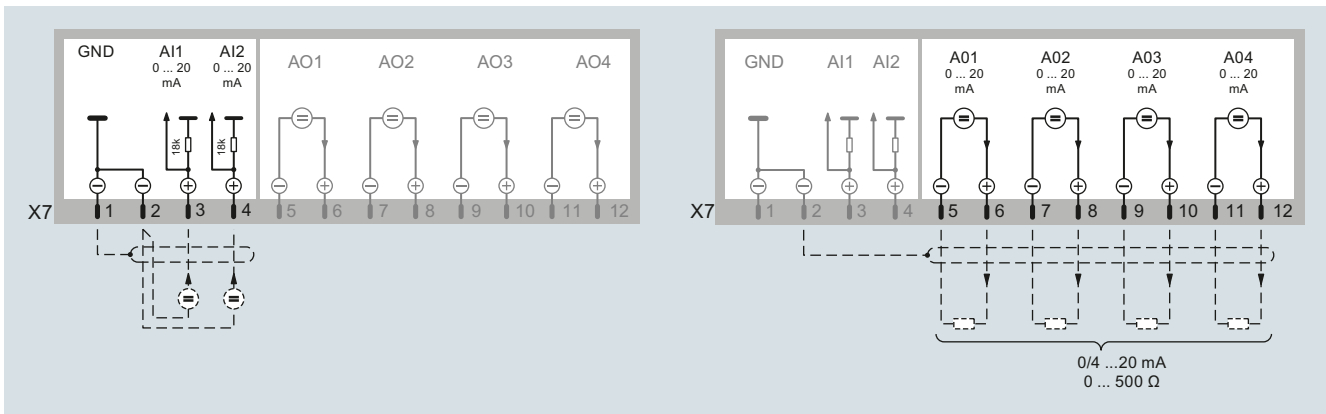 GND
AI1
0 ... 20
mA
AI2
0 ... 20
mA
AO1
AO2
AO3
AO4
18k
18k
X7
1
2
3
4
5
6
7
8
9
10
11
12
GND
AI1
AI2
A01
0 ... 20
mA
A02
0 ... 20
mA
A03
0 ... 20
mA
A04
0 ... 20
mA
X7
1
2
3
4
5
6
7
8
9
10
11
12
0/4 ...20 mA
0 ... 500 Ω